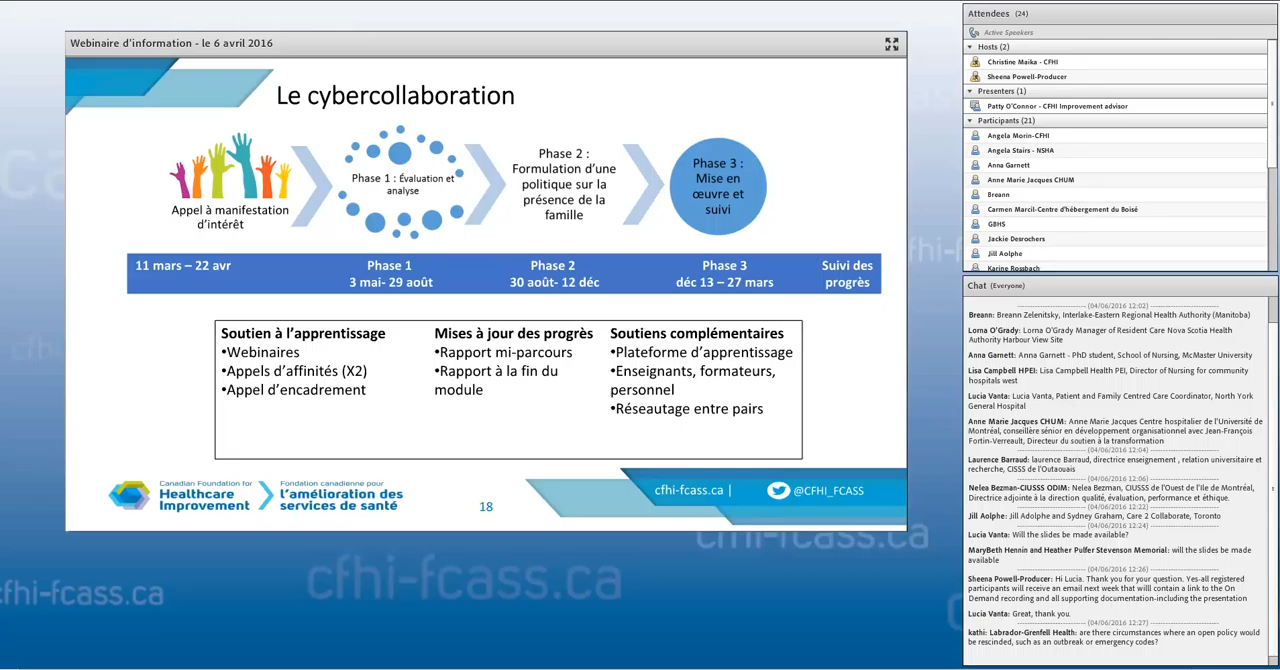 Webinaire d'information - le 6 avril 2016
Le cybercollaboration
Appel à manifestation
d'intérêt
Phase 1 : Évaluation et
analyse
Phase 2 :
Formulation d'une
politique sur la
présence de la
famille
Phase 3 :
Mise en
œuvre et
suivi
11 mars – 22 avr
Phase 1
3 mai- 29 août
Phase 2
30 août- 12 déc
Phase 3
déc 13 – 27 mars
Suivi des
progrès
Soutien à l'apprentissage
•Webinaires
•Appels d'affinités (X2)
•Appel d'encadrement
Mises à jour des progrès
•Rapport mi-parcours
•Rapport à la fin du
module
Soutiens complémentaires
•Plateforme d'apprentissage
•Enseignants, formateurs,
personnel
•Réseautage entre pairs
Canadian Foundation for
Healthcare
Improvement
Fondation canadienne pour
l'amélioration des
services de santé
18
cfhi-fcass.ca |
@CFHI_FCASS
cfhi-fcass.ca
Attendees (24)
Active Speakers
Hosts (2)
Christine Maika - CFHI
Sheena Powell-Producer
Presenters (1)
Patty O'Connor - CFHI Improvement advisor
Participants (21)
Angela Morin-CFHI
Angela Stairs - NSHA
Anna Garnett
Anne Marie Jacques CHUM
Breann
Carmen Marcil-Centre d'hébergement du Boisé
GBHS
Jackie Desrochers
Jill Aolphe
Karine Rossbach
Chat (Everyone)
(04/06/2016 12:02)
Breann: Breann Zelenitsky, Interlake-Eastern Regional Health Authority (Manitoba)
Lorna O'Grady: Lorna O'Grady Manager of Resident Care Nova Scotia Health
Authority Harbour View Site
Anna Garnett: Anna Garnett - PhD student, School of Nursing, McMaster University
Lisa Campbell HPEI: Lisa Campbell Health PEI, Director of Nursing for community
hospitals west
Lucia Vanta: Lucia Vanta, Patient and Family Centred Care Coordinator, North York
General Hospital
Anne Marie Jacques CHUM: Anne Marie Jacques Centre hospitalier de l'Université de
Montréal, conseillère sénior en développement organisationnel avec Jean-François
Fortin-Verreault, Directeur du soutien à la transformation
(04/06/2016 12:04)
Laurence Barraud: laurence Barraud, directrice enseignement , relation univeritaire et
recherche, CISSS de l'Outaouais
(04/06/2016 12:06)
Nelea Bezman-CIUSSS ODIM: Nelea Bezman, CIUSSS de l'Ouest de l'Ile de Montréal,
Directrice adjointe à la direction qualité, évaluation, performance et éthique.
(04/06/2016 12:22)
Jill Aolphe: Jill Adolphe and Sydney Graham, Care 2 Collaborate, Toronto
(04/06/2016 12:24)
Lucia Vanta: Will the slides be made available?
MaryBeth Hennin and Heather Pulfer Stevenson Memorial: will the slides be made
available
(04/06/2016 12:26)
Sheena Powell-Producer: Hi Lucia. Thank you for your question. Yes-all registered
participants will receive an email next week that willl contain a link to the On
Demand recording and all supporting documentation-including the presentation
Lucia Vanta: Great, thank you.
(04/06/2016 12:27)
kathi: Labrador-Grenfell Health: are there circumstances where an open policy would
be rescinded, such as an outbreak or emergency codes?